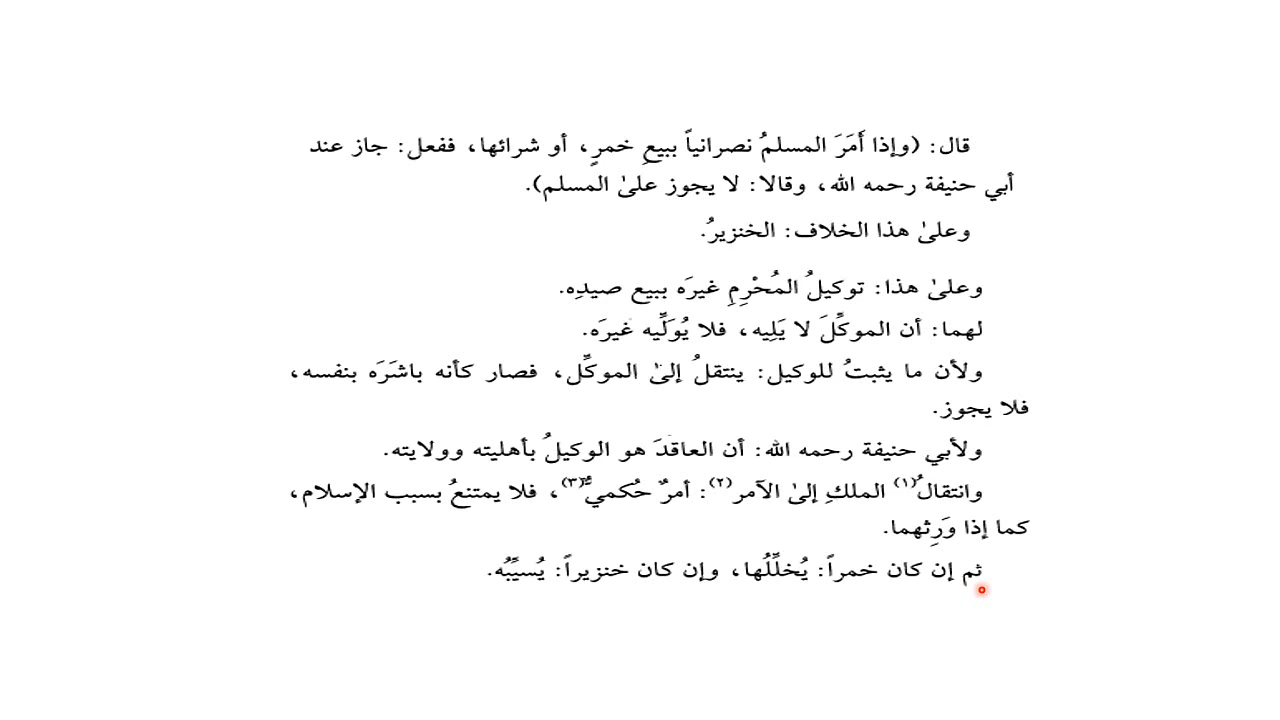 قال: (وإذا أَمَرَ المسلمُ نصرانياً ببيعِ خمرٍ، أو شرائها، ففعل: جاز عند
أبي حنيفة رحمه الله، وقالا: لا يجوز علىٰ المسلم).
وعلىٰ هذا الخلاف: الخنزيرُ.
وعلىٰ هذا: توكيلُ المُحْرِمِ غيرَه ببيع صيدِه.
لهما: أن الموكِّلَ لا يَلِيه، فلا يُوَلِّيه غيرَه.
ولأن ما يثبتُ للوكيل: ينتقلُ إلىٰ الموكِّل، فصار كأنه باشَرَه بنفسه،
فلا يجوز.
ولأبي حنيفة رحمه الله: أن العاقدَ هو الوكيلُ بأهليته وولايته.
وانتقالُ(١) الملكِ إلىٰ الآمر(٢): أمرٌ حُكميٌّ(٣)، فلا يمتنعُ بسبب الإسلام،
كما إذا وَرِثهما.
ثم إن كان خمراً: يُخلِّلُها، وإن كان خنزيراً: يُسيِّبُه.